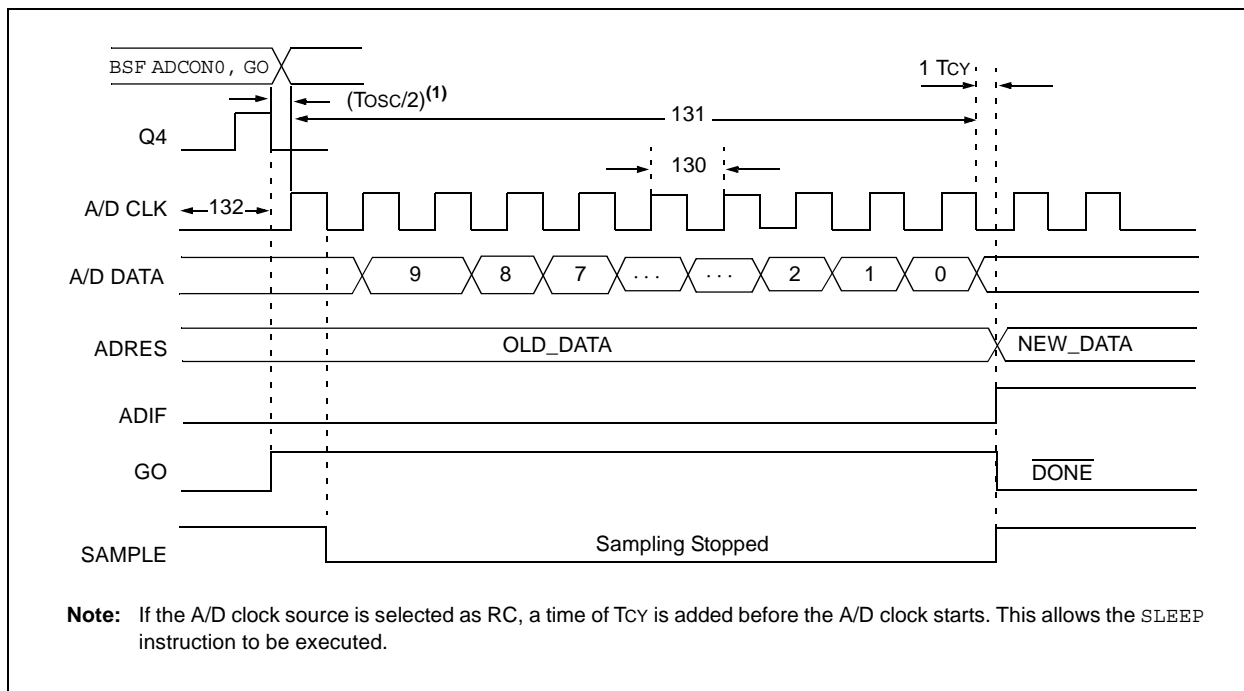 BSF ADCON0, GO
(TOSC/2)(1)
1 TCY
131
Q4
130
A/D CLK
132
A/D DATA
9 8 7 . . . . . . 2 1 0
ADRES
OLD_DATA
NEW_DATA
ADIF
GO
DONE
SAMPLE
Sampling Stopped
Note: If the A/D clock source is selected as RC, a time of TCY is added before the A/D clock starts. This allows the SLEEP
instruction to be executed.